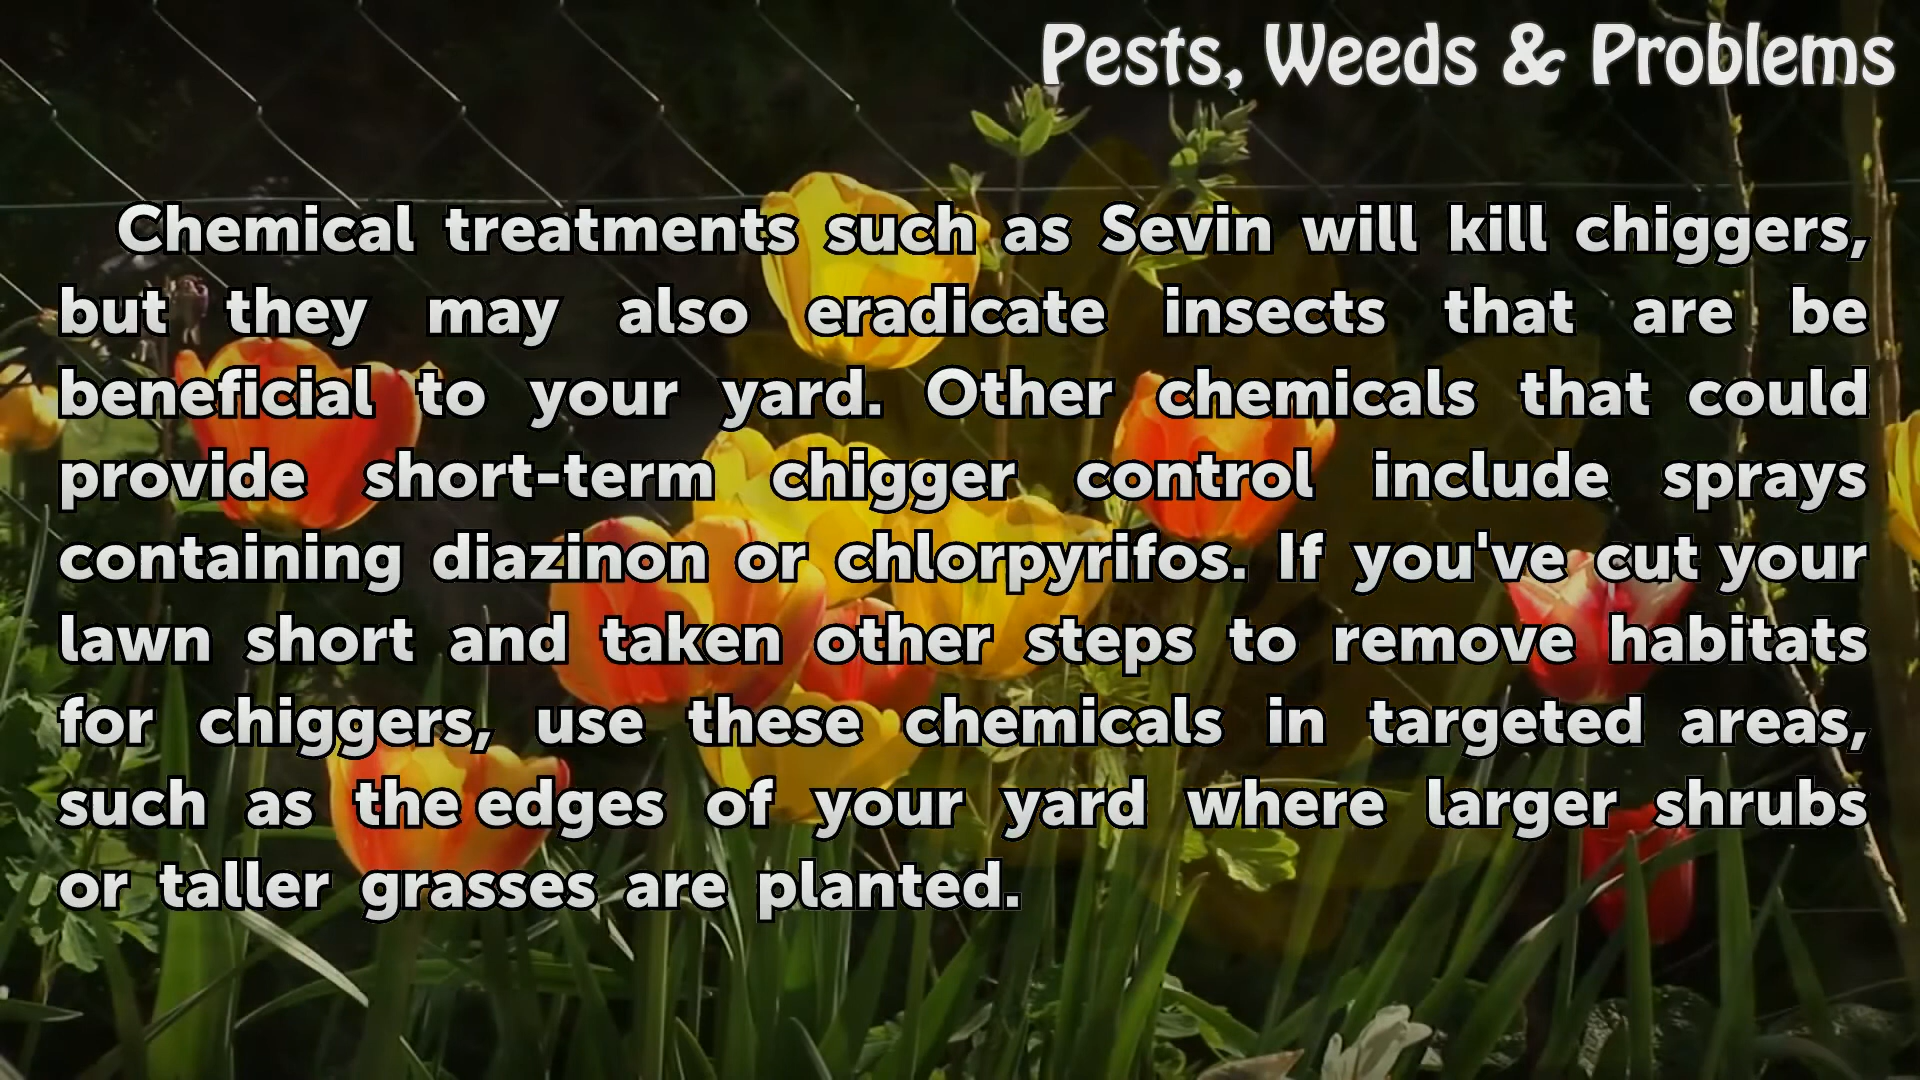 Pests, Weeds & Problems
Chemical treatments such as Sevin will kill chiggers,
but they may also eradicate insects that are be
beneficial to your yard. Other chemicals that could
provide short-term chigger control include sprays
containing diazinon or chlorpyrifos. If you've cut your
lawn short and taken other steps to remove habitats
for chiggers, use these chemicals in targeted areas,
such as the edges of your yard where larger shrubs
or taller grasses are planted.